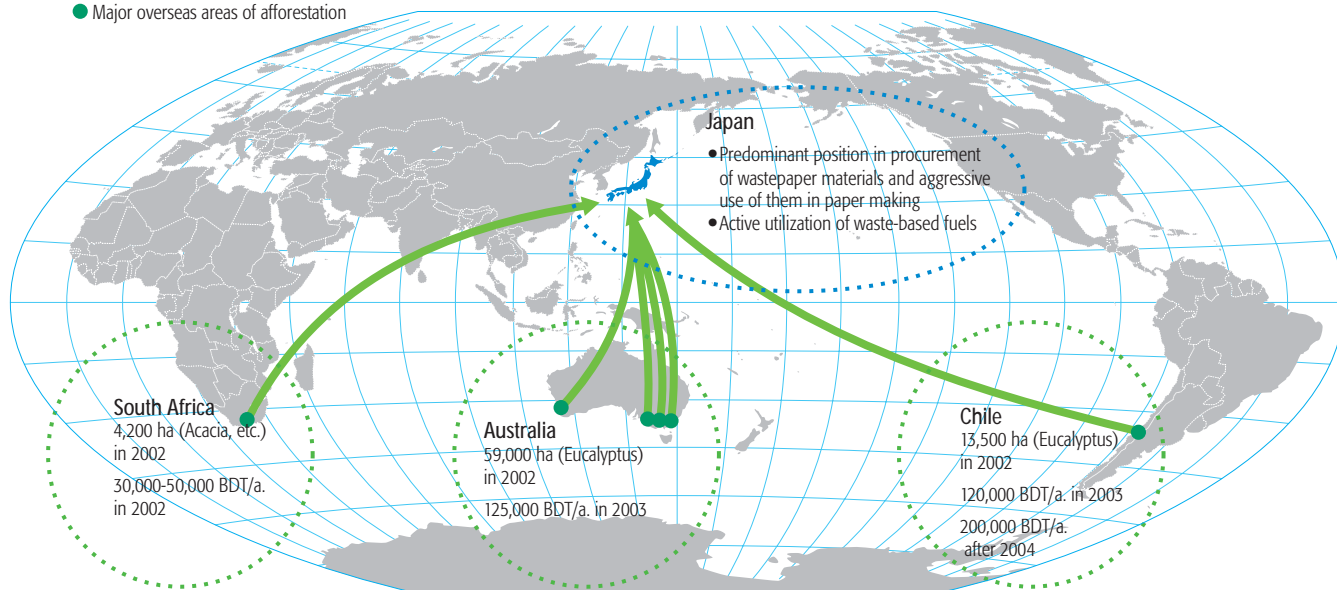 ● Major overseas areas of afforestation
Japan
● Predominant position in procurement
of wastepaper materials and aggressive
use of them in paper making
● Active utilization of waste-based fuels
South Africa
4,200 ha (Acacia, etc.)
in 2002
30,000-50,000 BDT/a.
in 2002
Australia
59,000 ha (Eucalyptus)
in 2002
125,000 BDT/a. in 2003
Chile
13,500 ha (Eucalyptus)
in 2002
120,000 BDT/a. in 2003
200,000 BDT/a.
after 2004